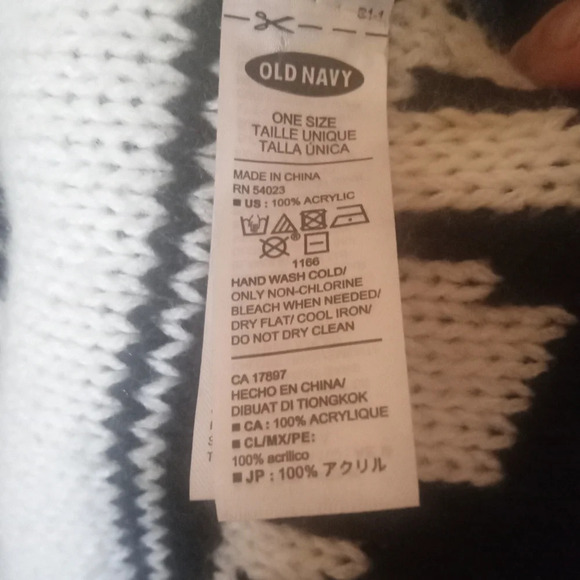 OLD NAVY
ONE SIZE
TAILLE UNIQUE
TALLA ÚNICA
MADE IN CHINA
RN 54023
■ US : 100% ACRYLIC
1166
HAND WASH COLD/
ONLY NON-CHLORINE
BLEACH WHEN NEEDED/
DRY FLAT/ COOL IRON/
DO NOT DRY CLEAN
CA 17897
HECHO EN CHINA/
DIBUAT DI TIONGKOK
■ CA : 100% ACRYLIQUE
■ CL/MX/PE:
100% acrílico
■ JP : 100% アクリル